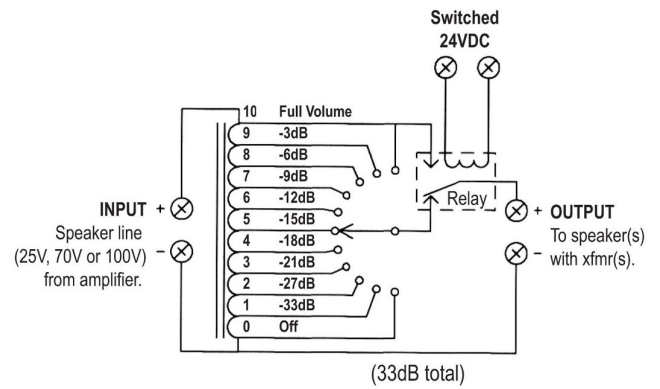 Switched
24VDC
10 Full Volume
9 -3dB
8 -6dB
7 -9dB
6 -12dB
5 -15dB
4 -18dB
3 -21dB
2 -27dB
1 -33dB
0 Off
INPUT + 
Speaker line
(25V, 70V or 100V) -
from amplifier.
Relay
+ OUTPUT
To speaker(s)
- with xfmr(s).
(33dB total)